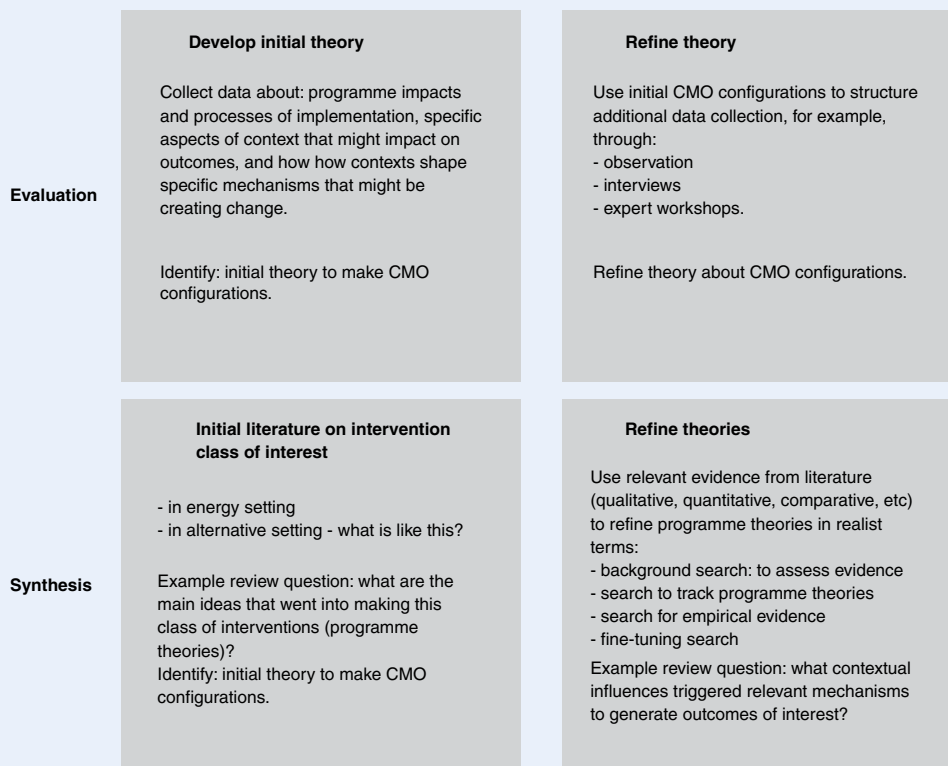 Develop initial theory
Collect data about: programme impacts
and processes of implementation, specific
aspects of context that might impact on
outcomes, and how how contexts shape
specific mechanisms that might be
creating change.
Identify: initial theory to make CMO
configurations.
Refine theory
Use initial CMO configurations to structure
additional data collection, for example,
through:
- observation
- interviews
- expert workshops.
Refine theory about CMO configurations.
Evaluation
Initial literature on intervention
class of interest
- in energy setting
- in alternative setting - what is like this?
Example review question: what are the
main ideas that went into making this
class of interventions (programme
theories)?
Identify: initial theory to make CMO
configurations.
Refine theories
Use relevant evidence from literature
(qualitative, quantitative, comparative, etc)
to refine programme theories in realist
terms:
- background search: to assess evidence
- search to track programme theories
- search for empirical evidence
- fine-tuning search
Example review question: what contextual
influences triggered relevant mechanisms
to generate outcomes of interest?
Synthesis